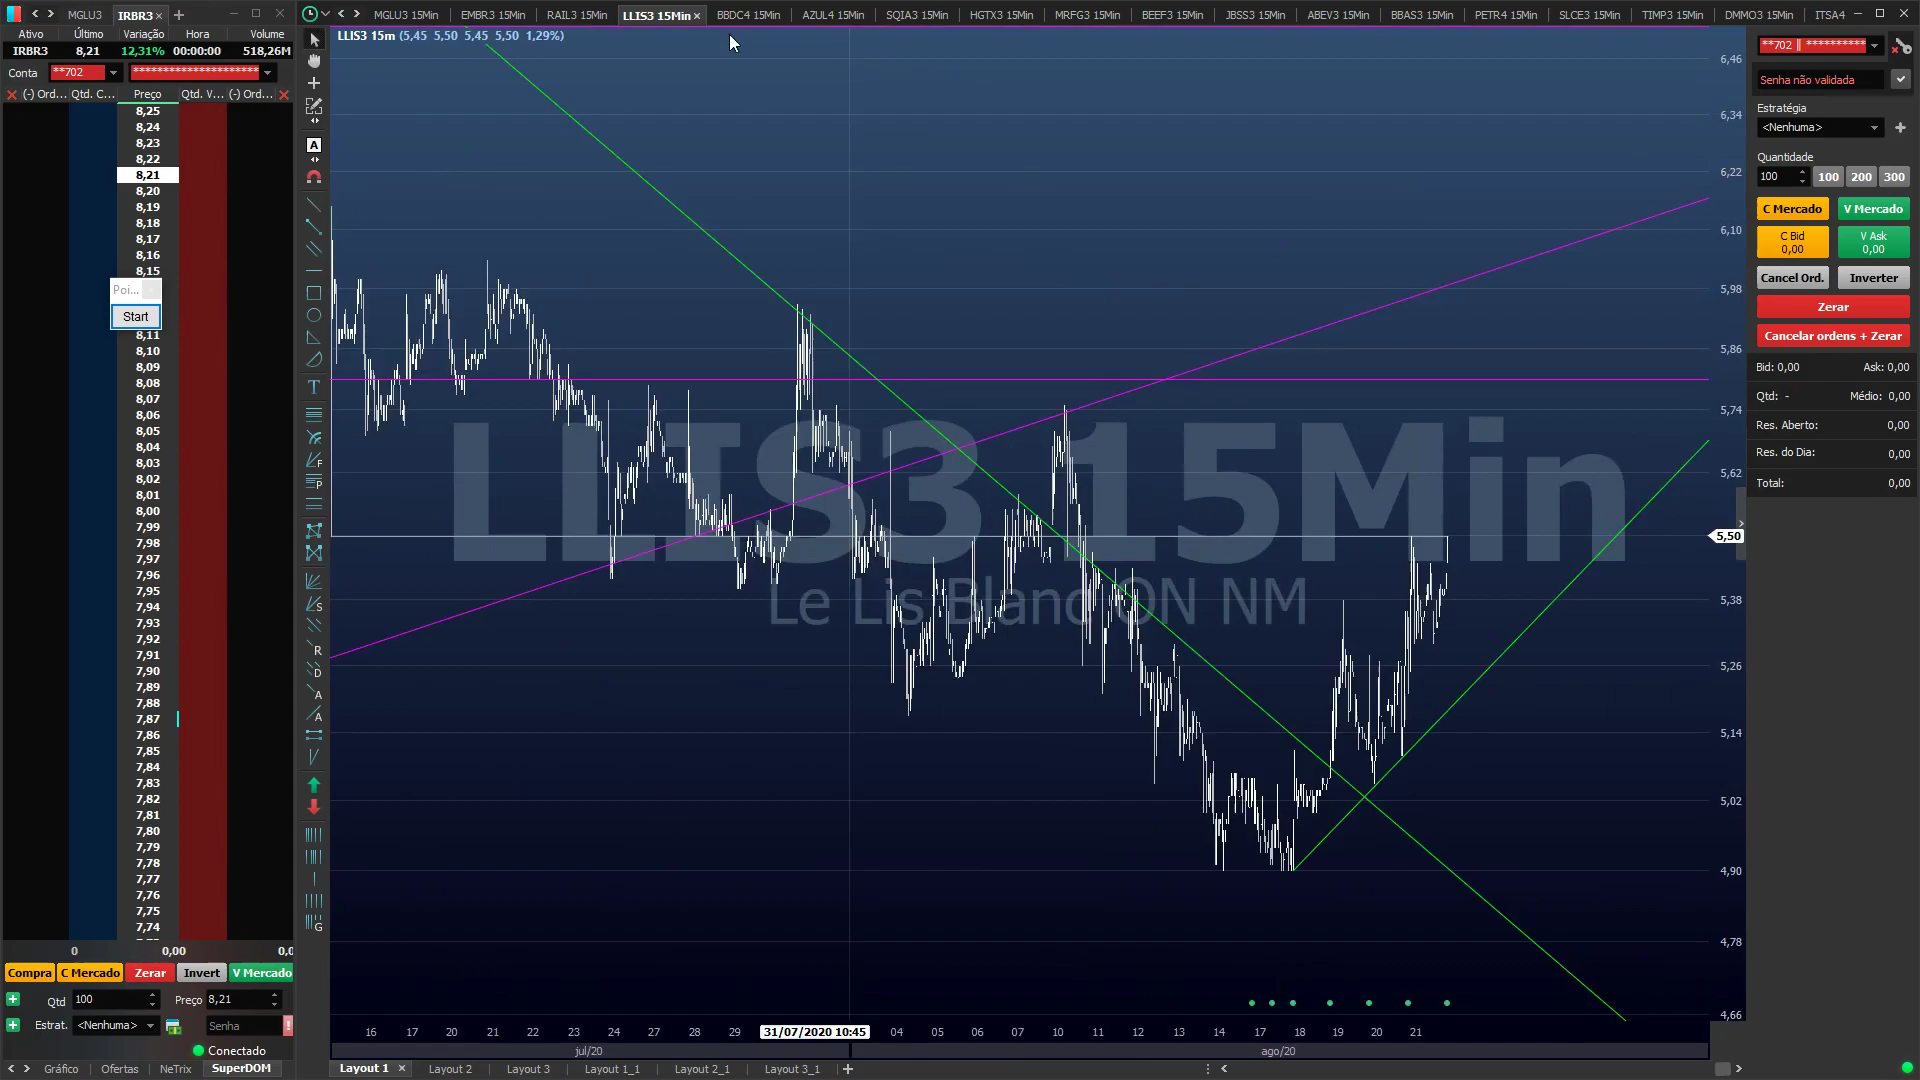 MGLU3 IRBR3
Ativo Último Variação Hora Volume
IRBR3 8,21 12,31% 00:00:00 518,26M
Conta **702 *********************
(-) Ord... Qtd. C... Preço Qtd. V... (-) Ord...
8,25
8,24
8,23
8,22
8,21
8,20
8,19
8,18
8,17
8,16
8,15
Poi...
Start
8,11
8,10
8,09
8,08
8,07
8,06
8,05
8,04
8,03
8,02
8,01
8,00
7,99
7,98
7,97
7,96
7,95
7,94
7,93
7,92
7,91
7,90
7,89
7,88
7,87
7,86
7,85
7,84
7,83
7,82
7,81
7,80
7,79
7,78
7,77
7,76
7,75
7,74
0 0,00 0,0
Compra C Mercado Zerar Invert V Mercado
Qtd 100 Preço 8,21
Estrat. <Nenhuma> Senha
Conectado
Gráfico Ofertas NeTrix SuperDOM
MGLU3 15Min EMBR3 15Min RAIL3 15Min LLIS3 15Min BBDC4 15Min AZUL4 15Min SQIA3 15Min HGTX3 15Min MRFG3 15Min BEEF3 15Min JBSS3 15Min ABEV3 15Min BBAS3 15Min PETR4 15Min SLCE3 15Min TIMP3 15Min DMMO3 15Min ITSA4
LLIS3 15m (5,45 5,50 5,45 5,50 1,29%)
LLIS3 15Min
Le Lis Blanc ON NM
6,46
6,34
6,22
6,10
5,98
5,86
5,74
5,62
5,50
5,38
5,26
5,14
5,02
4,90
4,78
4,66
16 17 20 21 22 23 24 27 28 29 31/07/2020 10:45 04 05 06 07 10 11 12 13 14 17 18 19 20 21
jul/20 ago/20
Layout 1 Layout 2 Layout 3 Layout 1_1 Layout 2_1 Layout 3_1
**702 || **********
Senha não validada
Estratégia
<Nenhuma>
Quantidade
100 100 200 300
C Mercado V Mercado
C Bid V Ask
0,00 0,00
Cancel Ord. Inverter
Zerar
Cancelar ordens + Zerar
Bid: 0,00 Ask: 0,00
Qtd: - Médio: 0,00
Res. Aberto: 0,00
Res. do Dia: 0,00
Total: 0,00